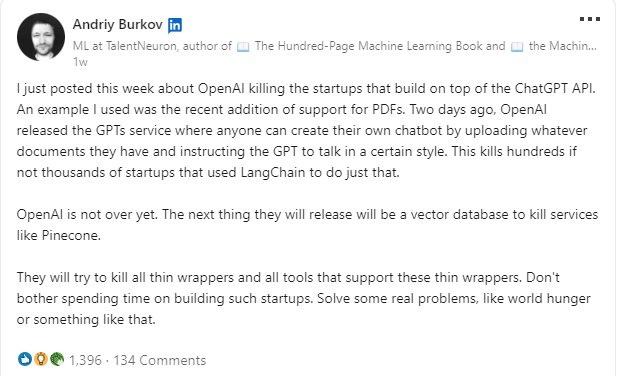 Andriy Burkov in
ML at TalentNeuron, author of 📖 The Hundred-Page Machine Learning Book and 📖 the Machin...
1w
I just posted this week about OpenAI killing the startups that build on top of the ChatGPT API.
An example I used was the recent addition of support for PDFs. Two days ago, OpenAI
released the GPTs service where anyone can create their own chatbot by uploading whatever
documents they have and instructing the GPT to talk in a certain style. This kills hundreds if
not thousands of startups that used LangChain to do just that.
OpenAI is not over yet. The next thing they will release will be a vector database to kill services
like Pinecone.
They will try to kill all thin wrappers and all tools that support these thin wrappers. Don't
bother spending time on building such startups. Solve some real problems, like world hunger
or something like that.
1,396 · 134 Comments